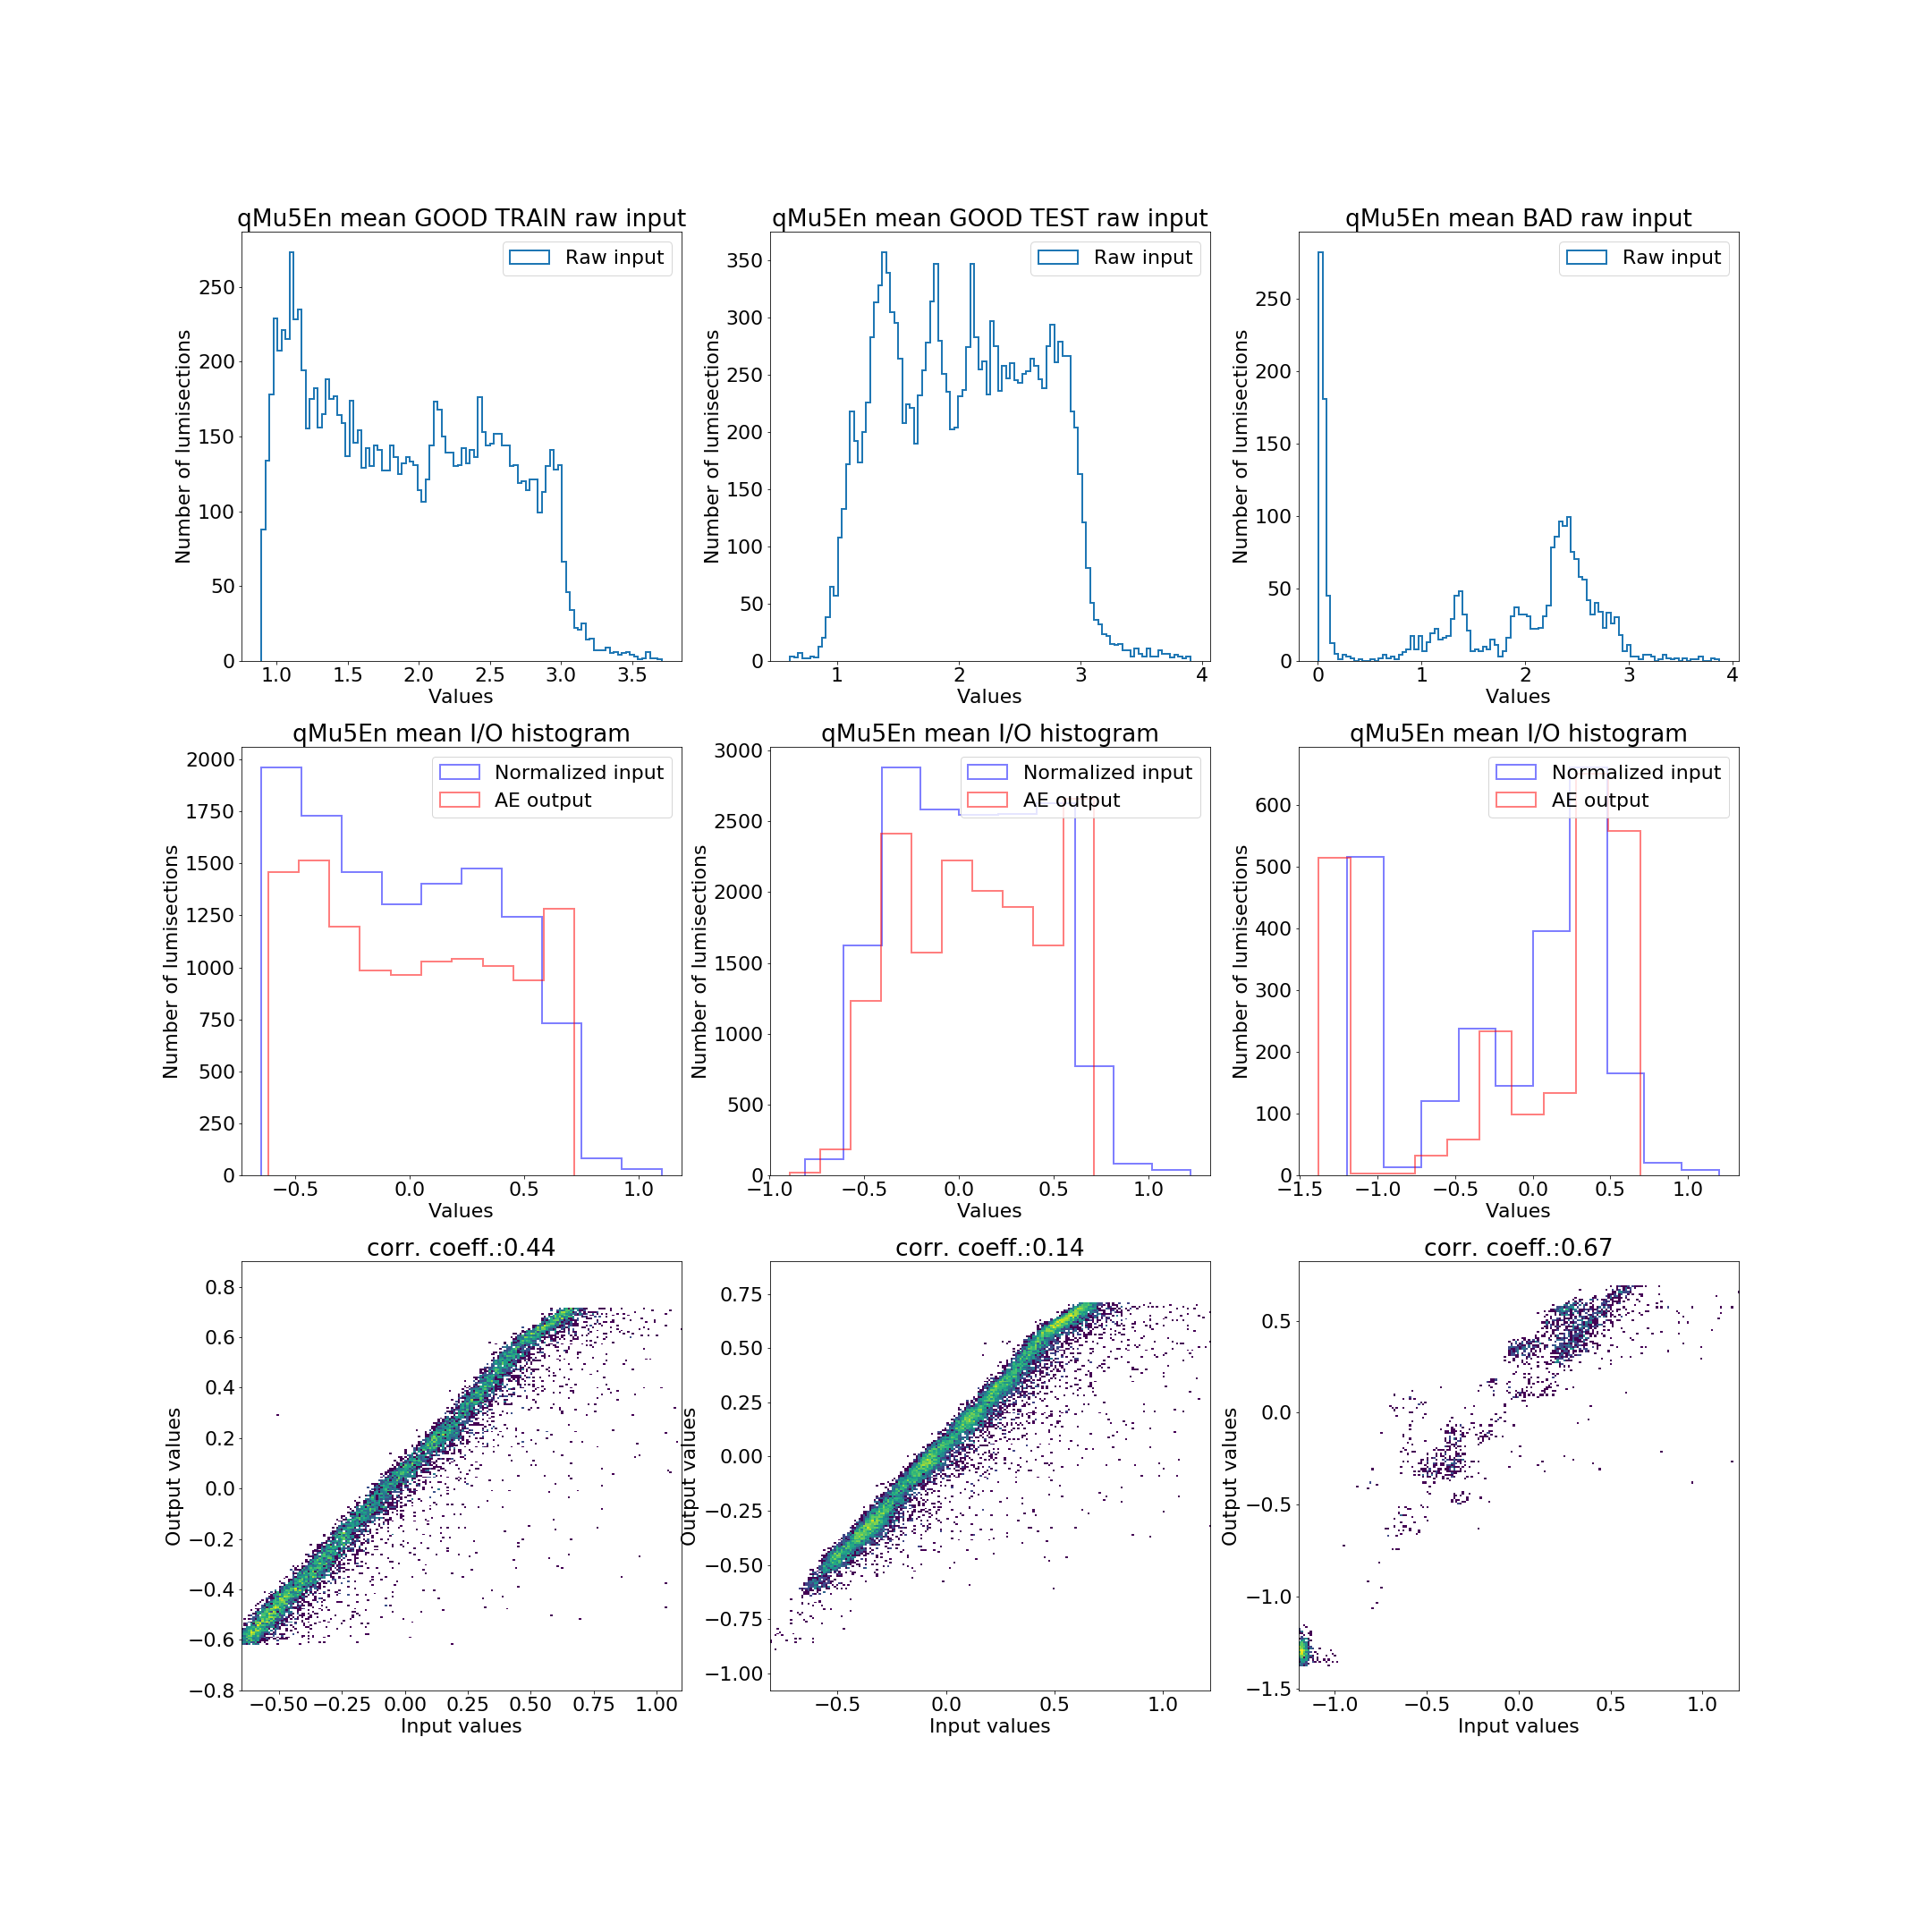 qMu5En mean GOOD TRAIN raw input
Raw input
Number of lumisections
250
200
150
100
50
0
1.0 1.5 2.0 2.5 3.0 3.5
Values
qMu5En mean GOOD TEST raw input
Raw input
Number of lumisections
350
300
250
200
150
100
50
0
1 2 3 4
Values
qMu5En mean BAD raw input
Raw input
Number of lumisections
250
200
150
100
50
0
0 1 2 3 4
Values
qMu5En mean I/O histogram
Normalized input
AE output
Number of lumisections
2000
1750
1500
1250
1000
750
500
250
0
−0.5 0.0 0.5 1.0
Values
qMu5En mean I/O histogram
Normalized input
AE output
Number of lumisections
3000
2500
2000
1500
1000
500
0
−1.0 −0.5 0.0 0.5 1.0
Values
qMu5En mean I/O histogram
Normalized input
AE output
Number of lumisections
600
500
400
300
200
100
0
−1.5 −1.0 −0.5 0.0 0.5 1.0
Values
corr. coeff.:0.44
Output values
0.8
0.6
0.4
0.2
0.0
−0.2
−0.4
−0.6
−0.8
−0.50 −0.25 0.00 0.25 0.50 0.75 1.00
Input values
corr. coeff.:0.14
Output values
0.75
0.50
0.25
0.00
−0.25
−0.50
−0.75
−1.00
−0.5 0.0 0.5 1.0
Input values
corr. coeff.:0.67
Output values
0.5
0.0
−0.5
−1.0
−1.5
−1.0 −0.5 0.0 0.5 1.0
Input values